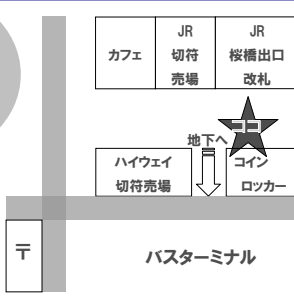 カフェ
JR
切符
売場
JR
桜橋出口
改札
ココ
地下へ
ハイウェイ
切符売場
コイン
ロッカー
〒
バスターミナル